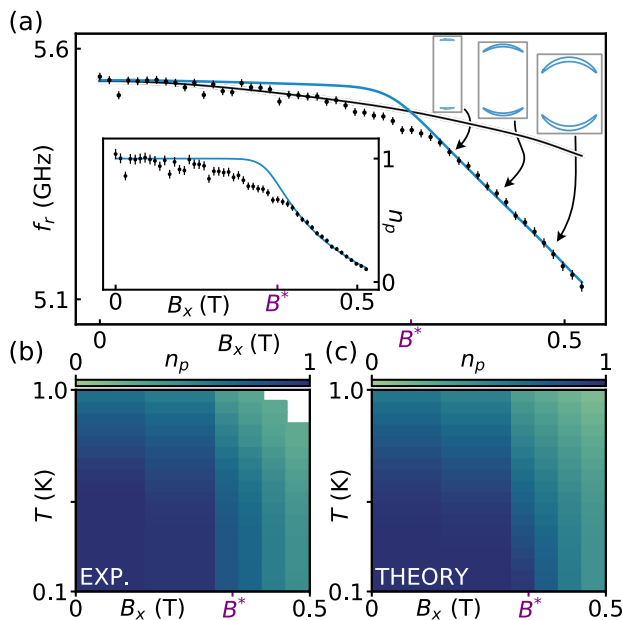 (a)
5.6
f_r (GHz)
5.1
1
n_p
0
0
B_x (T)
B*
0.5
0
B_x (T)
B*
0.5
(b)
n_p
0
1
1.0
T (K)
0.1
EXP.
0
B_x (T)
B*
0.5
(c)
n_p
0
1
1.0
T (K)
0.1
THEORY
0
B_x (T)
B*
0.5